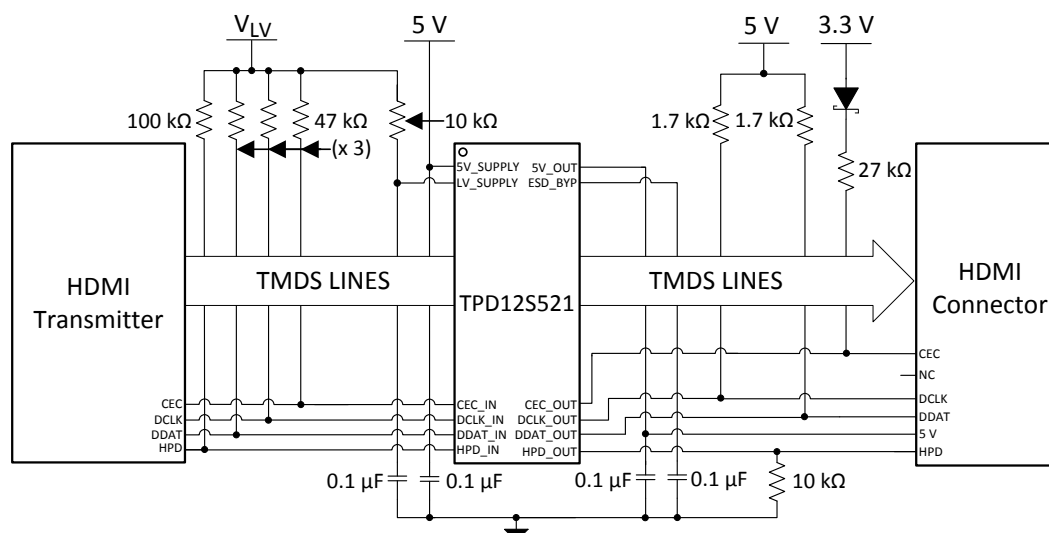 V_LV
5 V
5 V
3.3 V
100 kΩ
47 kΩ
(x 3)
10 kΩ
1.7 kΩ
1.7 kΩ
27 kΩ
5V_SUPPLY
LV_SUPPLY
5V_OUT
ESD_BYP
HDMI
Transmitter
TMDS LINES
TPD12S521
TMDS LINES
HDMI
Connector
CEC
DCLK
DDAT
HPD
CEC_IN
DCLK_IN
DDAT_IN
HPD_IN
CEC_OUT
DCLK_OUT
DDAT_OUT
HPD_OUT
CEC
NC
DCLK
DDAT
5 V
HPD
0.1 µF
0.1 µF
0.1 µF
0.1 µF
10 kΩ